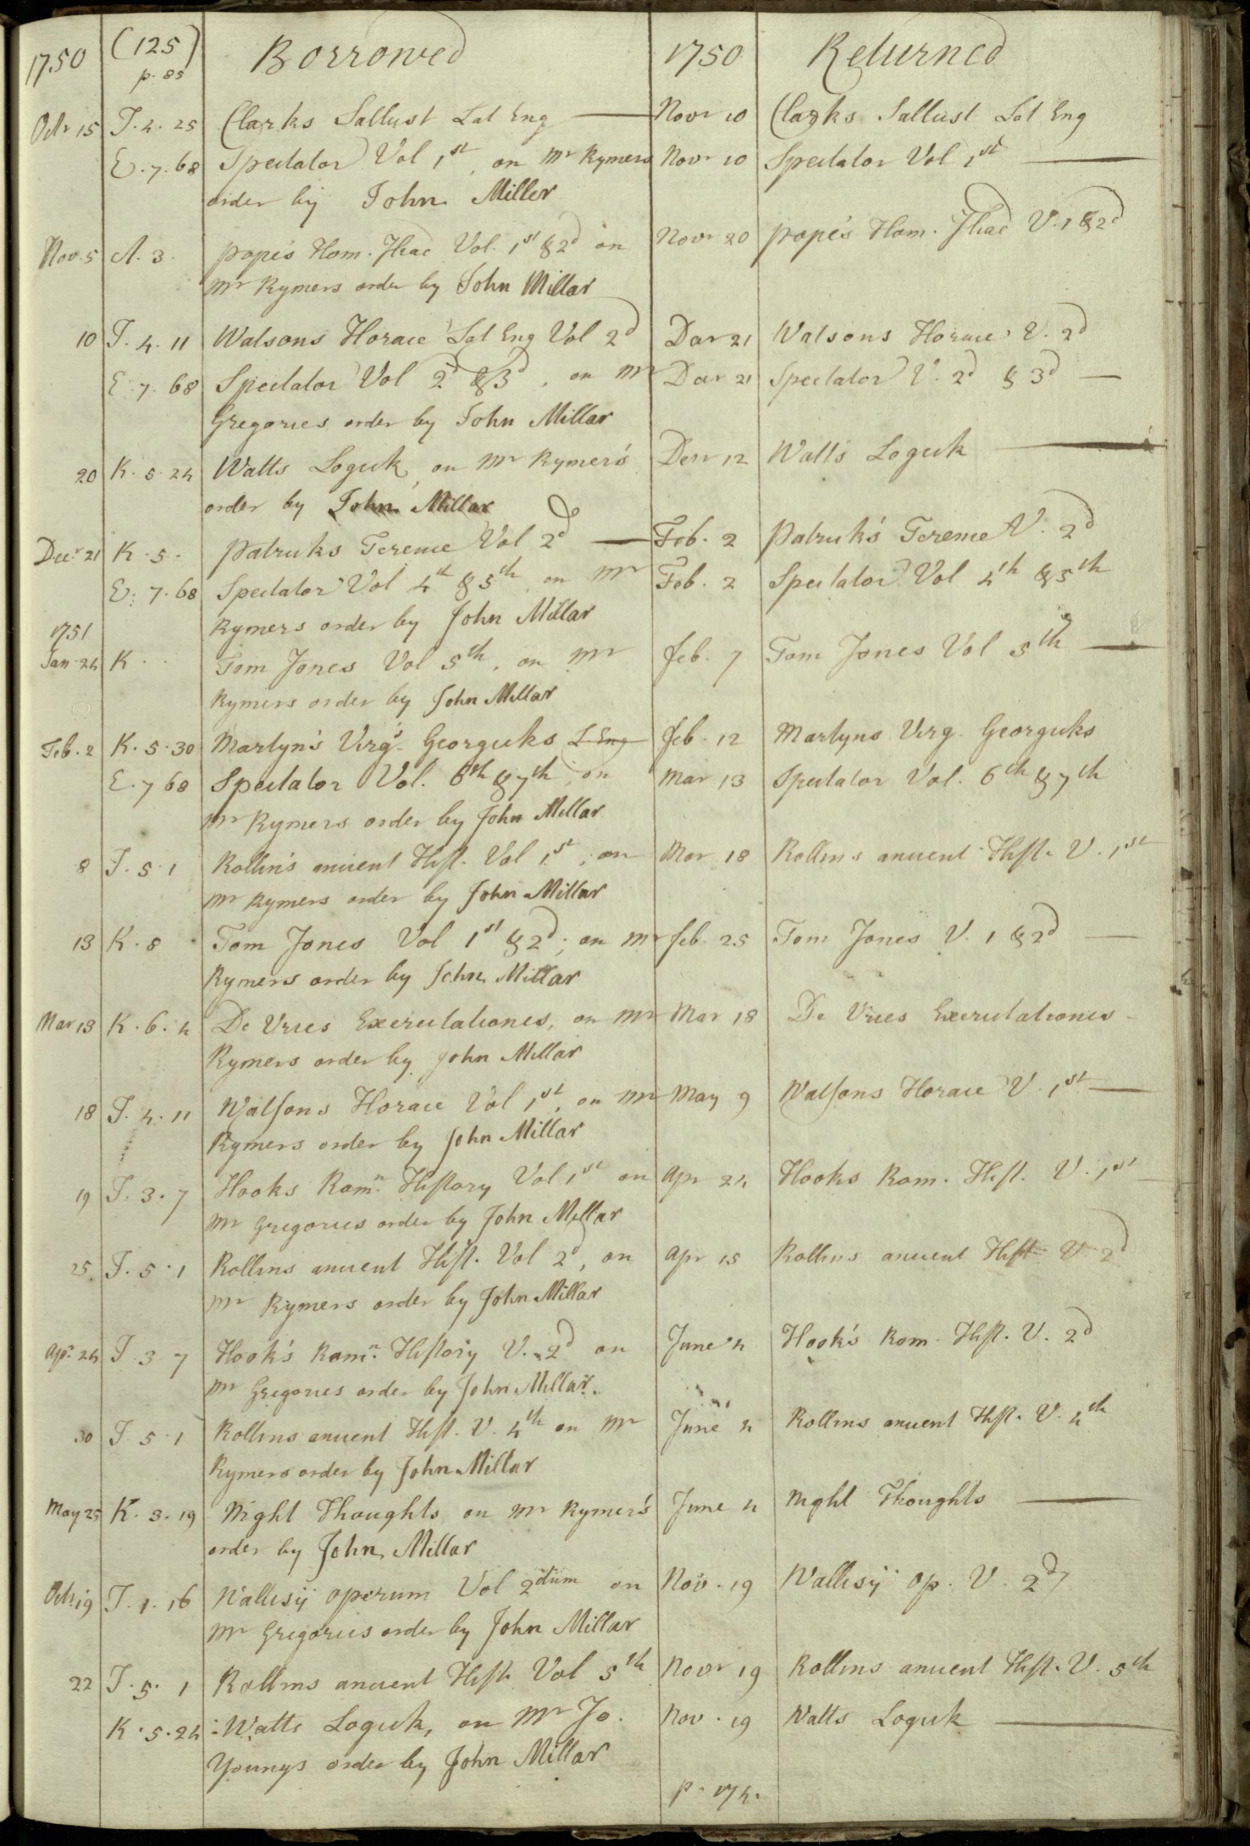 1750 (125) Borrowed 1750 Returned
p. 85
Octr 15 J. 4. 25 Clarks Sallust Lat Eng — Novr 10 Clarks Sallust Lat Eng
E. 7. 68 Spectator Vol 1st, on Mr Rymers Novr 10 Spectator Vol 1st —
order by John Miller
Nov. 5 A. 3. Pope's Hom. Iliad Vol. 1st & 2d on Novr 20 Pope's Hom. Iliad V. 1 & 2d
Mr Rymers order by John Millar
10 J. 4. 11 Watsons Horace Lat Eng Vol 2d Decr 21 Watsons Horace V. 2d
E. 7. 68 Spectator Vol 2d & 3d, on Mr Decr 21 Spectator V. 2d & 3d —
Gregories order by John Millar
20 K. 5. 24 Watts Logick, on Mr Rymer's Decr 12 Watts Logick —
order by John Millar
Decr 21 K. 5. Patrick's Terence Vol 2d — Feb. 2 Patrick's Terence V. 2d
E. 7. 68 Spectator Vol 4th & 5th on Mr Feb. 2 Spectator Vol 4th & 5th
Rymers order by John Millar
1751
Jan. 24 K. . Tom Jones Vol 5th, on Mr feb. 7 Tom Jones Vol 5th —
Rymers order by John Millar
Feb. 2 K. 5. 30 Martyn's Virgs Georgicks L Eng feb. 12 Martyns Virg Georgicks
E. 7 68 Spectator Vol. 6th & 7th, on Mar 13 Spectator Vol. 6th & 7th
Mr Rymers order by John Millar
8 J. 5. 1 Rollin's ancient Hist. Vol 1st; on Mar 18 Rollins ancient Hist. V. 1st
Mr Rymers order by John Millar
13 K. 8 Tom Jones Vol 1st & 2d; on Mr feb. 25 Tom Jones V. 1 & 2d —
Rymers order by John Millar
Mar 13 K. 6. 4 De Vries Exercitationes, on Mr Mar 18 De Vries Exercitationes
Rymers order by John Millar
18 J. 4. 11 Watsons Horace Vol 1st, on Mr May 9 Watsons Horace V. 1st —
Rymers order by John Millar
19 J. 3. 7 Hooks Romn. History Vol 1st on Apr 24 Hooks Rom. Hist. V. 1st
Mr Gregories order by John Millar
25. J. 5. 1 Rollins ancient Hist. Vol 2d, on Apr 15 Rollins ancient Hist V 2d
Mr Rymers order by John Millar
Apr. 24 J 3 7 Hook's Romn. History V. 2d on June 4 Hook's Rom. Hist. V. 2d
Mr Gregories order by John Millar.
30 J. 5. 1 Rollins ancient Hist. V. 4th on Mr June 4 Rollins ancient Hist. V. 4th
Rymers order by John Millar
May 25 K. 3. 19 Night Thoughts, on Mr Rymer's June 4 Night Thoughts —
order by John Millar
Octr 19 J. 1. 16 Wallisij operum Vol 2dum on Nov. 19 Wallisij Op. V. 2d
Mr Gregories order by John Millar
22 J. 5. 1 Rollins ancient Hist Vol 5th Novr 19 Rollins ancient Hist. V. 5th
K. 5. 24 Watts Logick, on Mr Jo. Nov. 19 Watts Logick —
Youngs order by John Millar
p. 174.